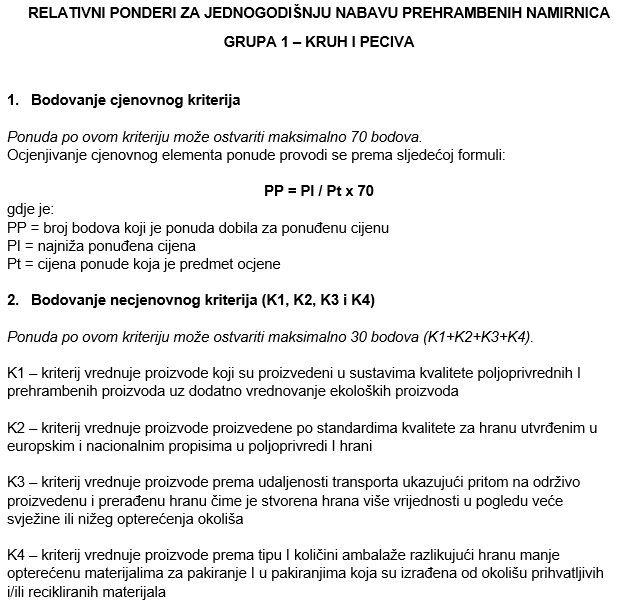 RELATIVNI PONDERI ZA JEDNOGODIŠNJU NABAVU PREHRAMBENIH NAMIRNICA
GRUPA 1 – KRUH I PECIVA
1. Bodovanje cjenovnog kriterija
Ponuda po ovom kriteriju može ostvariti maksimalno 70 bodova.
Ocjenjivanje cjenovnog elementa ponude provodi se prema sljedećoj formuli:
PP = Pl / Pt x 70
gdje je:
PP = broj bodova koji je ponuda dobila za ponuđenu cijenu
Pl = najniža ponuđena cijena
Pt = cijena ponude koja je predmet ocjene
2. Bodovanje necjenovnog kriterija (K1, K2, K3 i K4)
Ponuda po ovom kriteriju može ostvariti maksimalno 30 bodova (K1+K2+K3+K4).
K1 – kriterij vrednuje proizvode koji su proizvedeni u sustavima kvalitete poljoprivrednih I
prehrambenih proizvoda uz dodatno vrednovanje ekoloških proizvoda
K2 – kriterij vrednuje proizvode proizvedene po standardima kvalitete za hranu utvrđenim u
europskim i nacionalnim propisima u poljoprivredi I hrani
K3 – kriterij vrednuje proizvode prema udaljenosti transporta ukazujući pritom na održivo
proizvedenu i prerađenu hranu čime je stvorena hrana više vrijednosti u pogledu veće
svježine ili nižeg opterećenja okoliša
K4 – kriterij vrednuje proizvode prema tipu I količini ambalaže razlikujući hranu manje
opterećenu materijalima za pakiranje I u pakiranjima koja su izrađena od okolišu prihvatljivih
i/ili recikliranih materijala